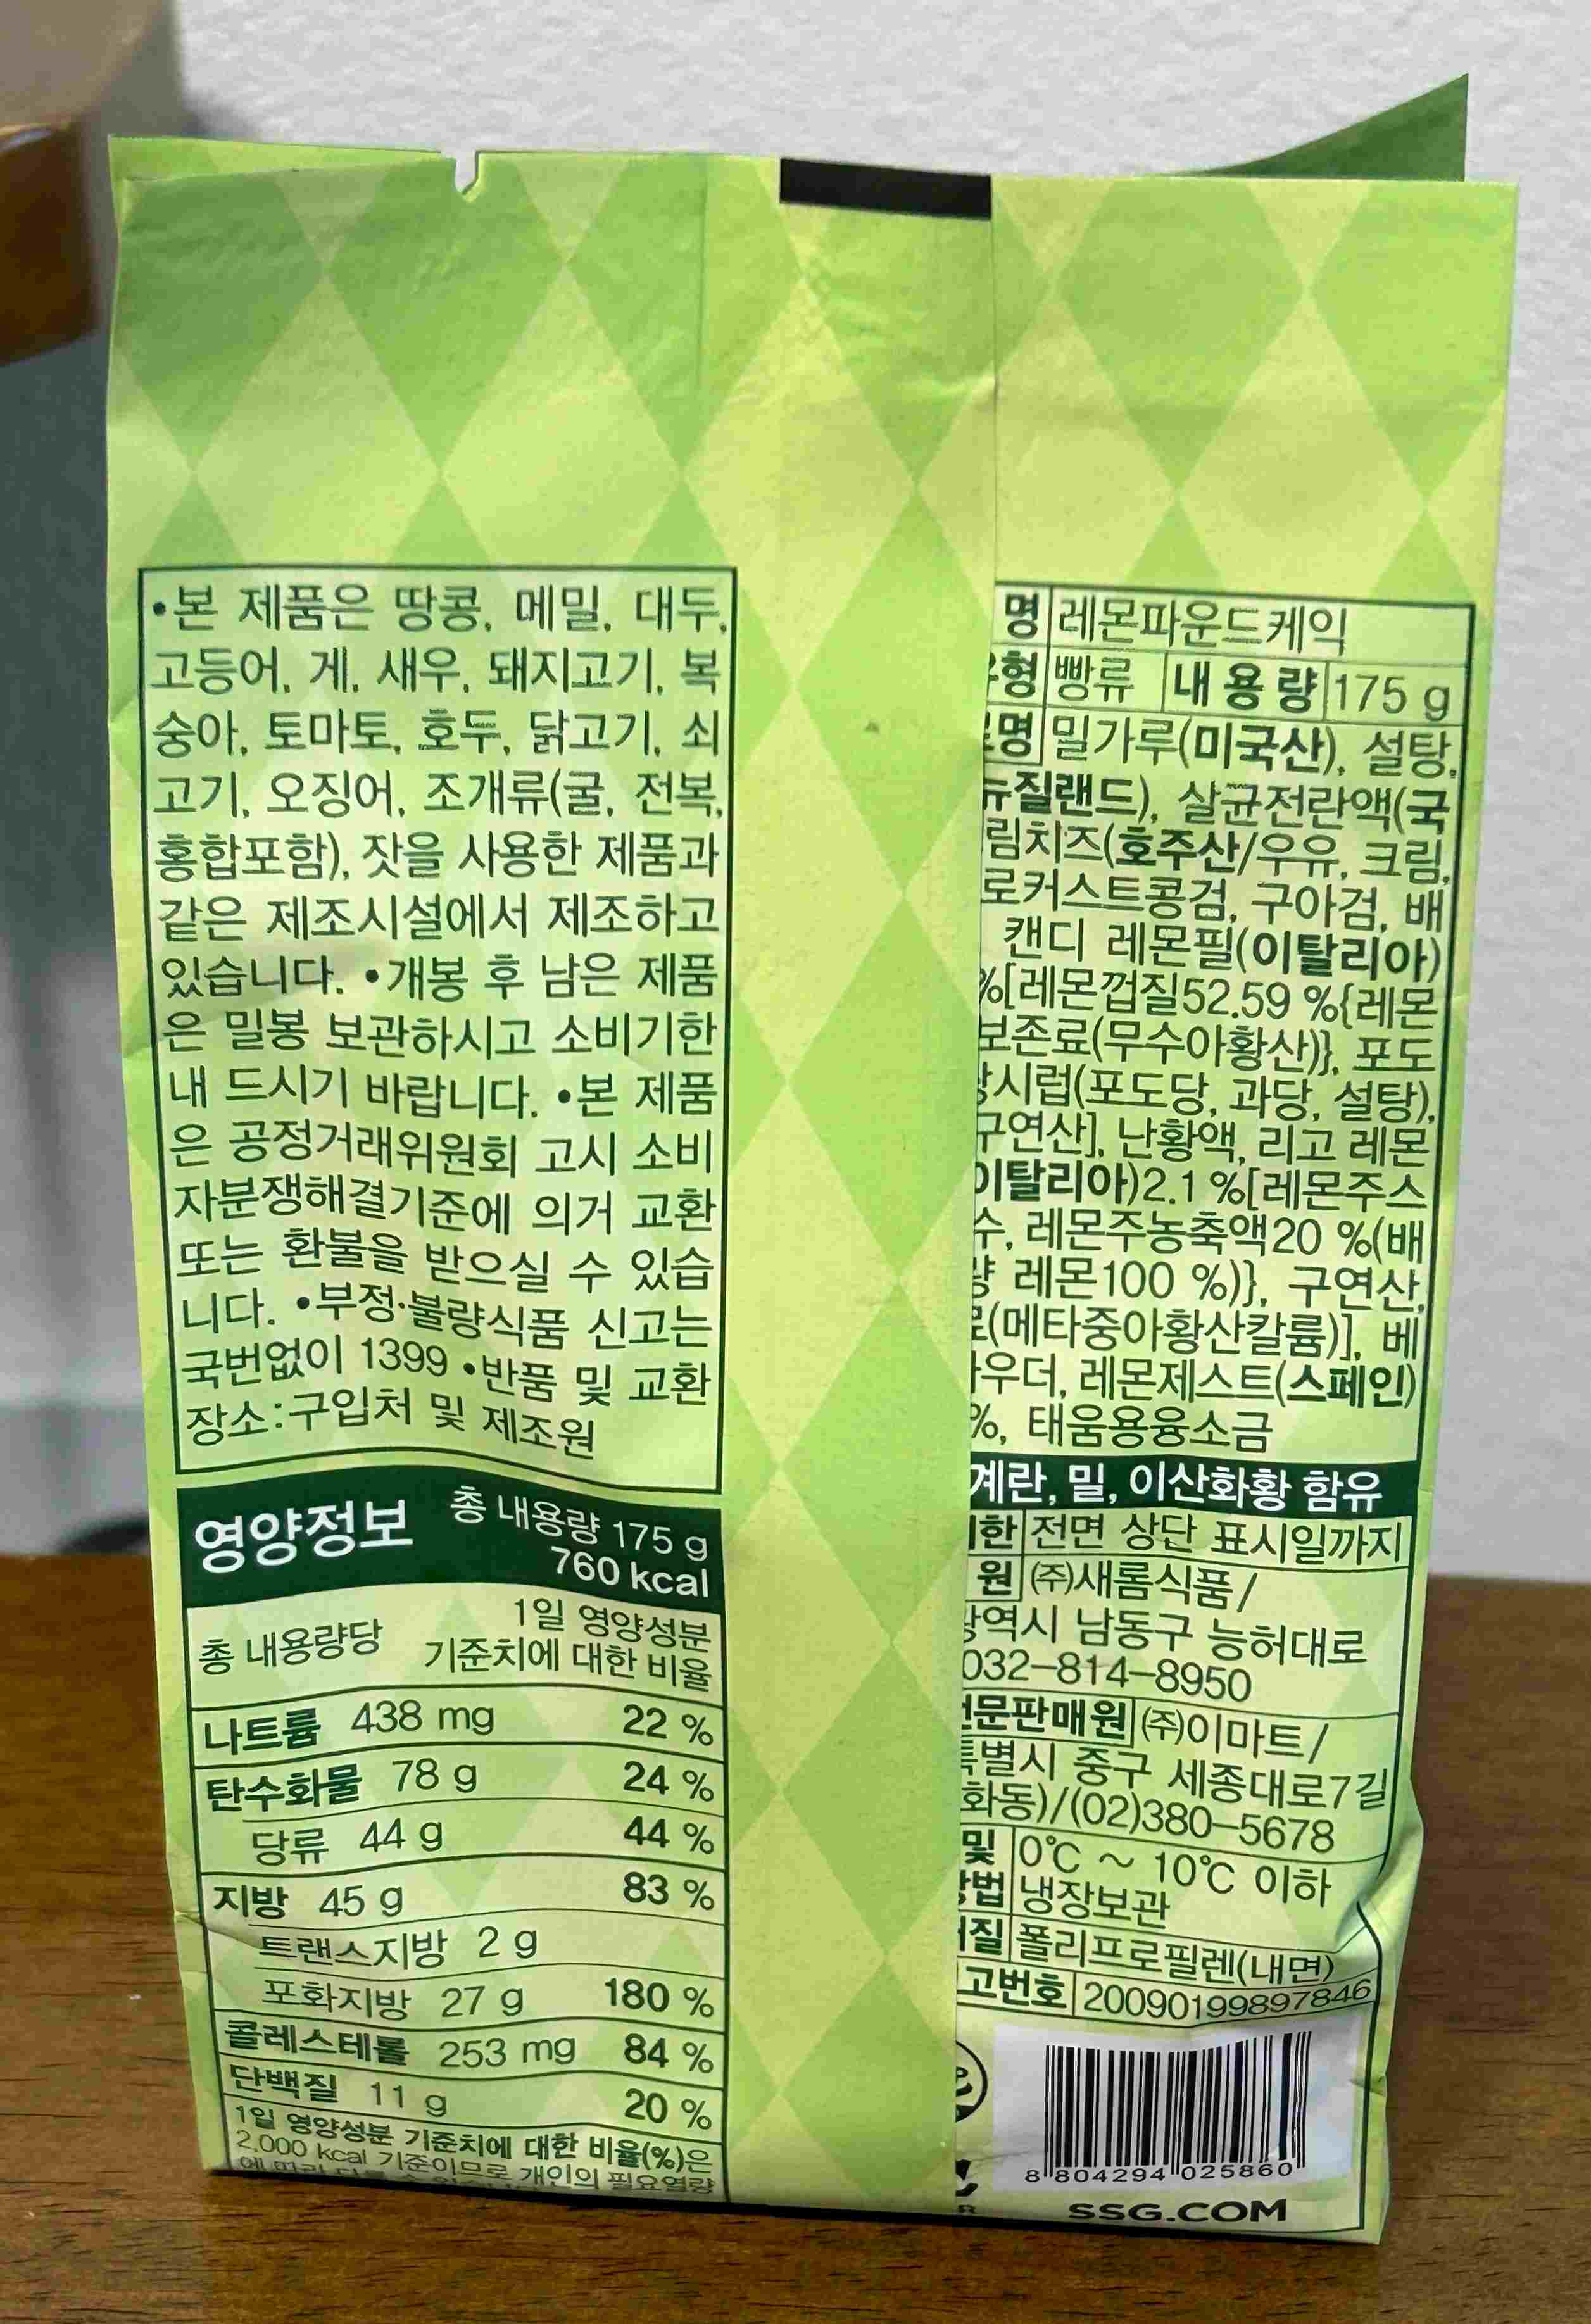 •본 제품은 땅콩, 메밀, 대두,
고등어, 게, 새우, 돼지고기, 복
숭아, 토마토, 호두, 닭고기, 쇠
고기, 오징어, 조개류(굴, 전복,
홍합포함), 잣을 사용한 제품과
같은 제조시설에서 제조하고
있습니다. •개봉 후 남은 제품
은 밀봉 보관하시고 소비기한
내 드시기 바랍니다. •본 제품
은 공정거래위원회 고시 소비
자분쟁해결기준에 의거 교환
또는 환불을 받으실 수 있습
니다. •부정·불량식품 신고는
국번없이 1399 •반품 및 교환
장소:구입처 및 제조원
영양정보 총 내용량 175 g
760 kcal
총 내용량당 1일 영양성분
기준치에 대한 비율
나트륨 438 mg 22 %
탄수화물 78 g 24 %
당류 44 g 44 %
지방 45 g 83 %
트랜스지방 2 g
포화지방 27 g 180 %
콜레스테롤 253 mg 84 %
단백질 11 g 20 %
1일 영양성분 기준치에 대한 비율(%)은
2,000 kcal 기준이므로 개인의 필요열량
명 레몬파운드케익
형 빵류 내용량 175 g
명 밀가루(미국산), 설탕,
뉴질랜드), 살균전란액(국
림치즈(호주산/우유, 크림,
로커스트콩검, 구아검, 배
캔디 레몬필(이탈리아)
%[레몬껍질52.59 %{레몬
보존료(무수아황산)}, 포도
시럽(포도당, 과당, 설탕),
구연산], 난황액, 리고 레몬
이탈리아)2.1 %[레몬주스
수, 레몬주농축액20 %(배
레몬100 %)}, 구연산,
(메타중아황산칼륨)], 베
우더, 레몬제스트(스페인)
%, 태움용융소금
계란, 밀, 이산화황 함유
한 전면 상단 표시일까지
원 (주)새롬식품/
역시 남동구 능허대로
032-814-8950
문판매원 (주)이마트/
특별시 중구 세종대로7길
화동)/(02)380-5678
및 0℃ ~ 10℃ 이하
법 냉장보관
질 폴리프로필렌(내면)
고번호 20090199897846
8 804294 025860
SSG.COM